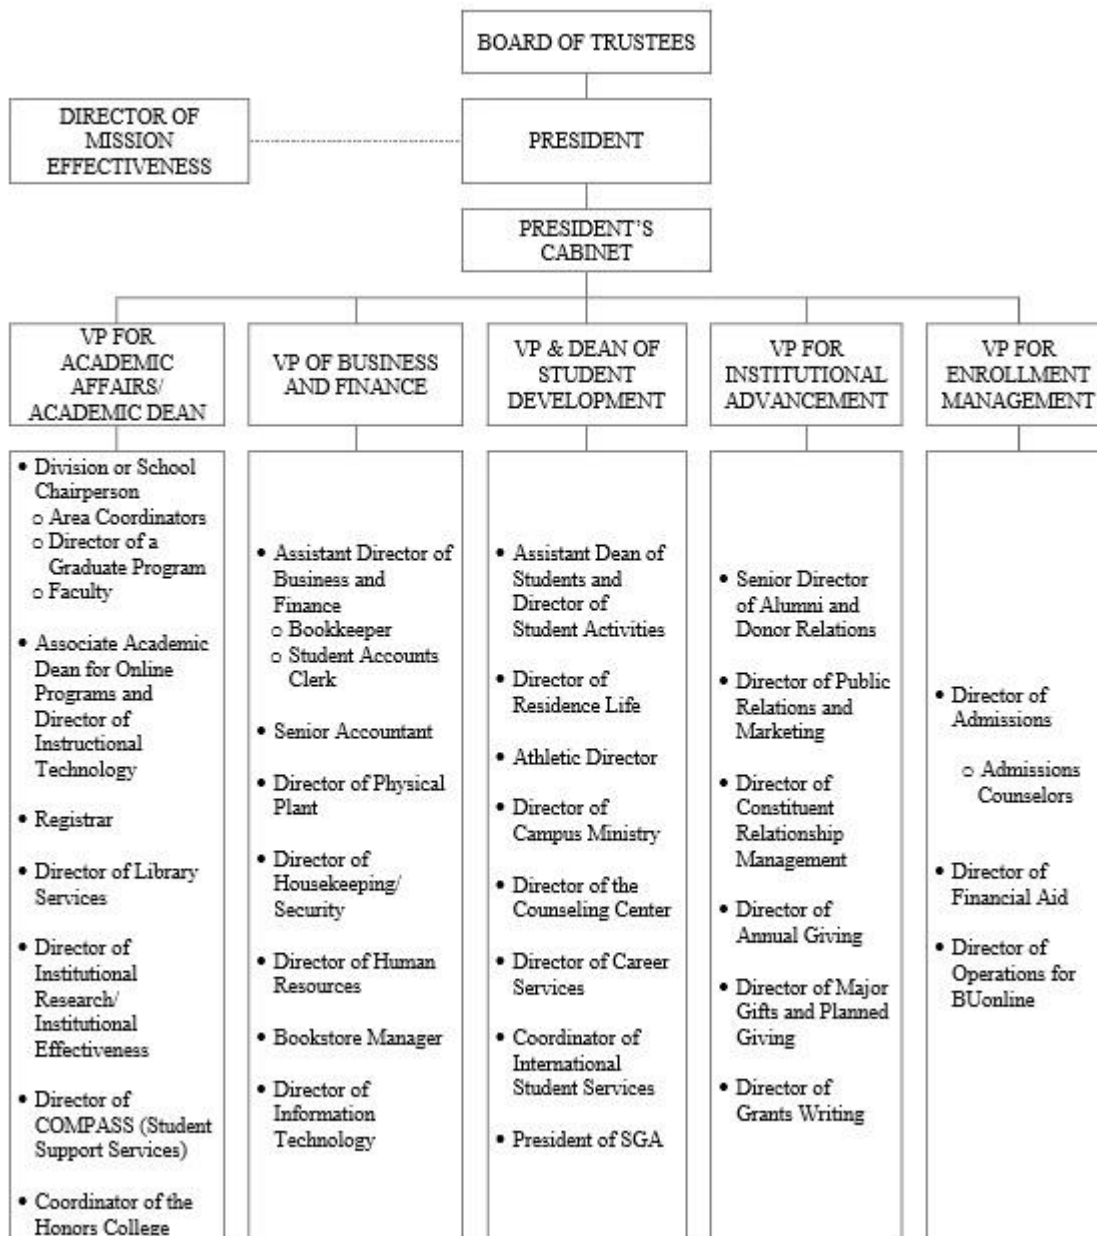 BOARD OF TRUSTEES
DIRECTOR OF
MISSION
EFFECTIVENESS
PRESIDENT
PRESIDENT'S
CABINET
VP FOR
ACADEMIC
AFFAIRS/
ACADEMIC DEAN
VP OF BUSINESS
AND FINANCE
VP & DEAN OF
STUDENT
DEVELOPMENT
VP FOR
INSTITUTIONAL
ADVANCEMENT
VP FOR
ENROLLMENT
MANAGEMENT
• Division or School
Chairperson
o Area Coordinators
o Director of a
Graduate Program
o Faculty
• Associate Academic
Dean for Online
Programs and
Director of
Instructional
Technology
• Registrar
• Director of Library
Services
• Director of
Institutional
Research/
Institutional
Effectiveness
• Director of
COMPASS (Student
Support Services)
• Coordinator of the
Honors College
• Assistant Director of
Business and
Finance
o Bookkeeper
o Student Accounts
Clerk
• Senior Accountant
• Director of Physical
Plant
• Director of
Housekeeping/
Security
• Director of Human
Resources
• Bookstore Manager
• Director of
Information
Technology
• Assistant Dean of
Students and
Director of
Student Activities
• Director of
Residence Life
• Athletic Director
• Director of
Campus Ministry
• Director of the
Counseling Center
• Director of Career
Services
• Coordinator of
International
Student Services
• President of SGA
• Senior Director
of Alumni and
Donor Relations
• Director of Public
Relations and
Marketing
• Director of
Constituent
Relationship
Management
• Director of
Annual Giving
• Director of Major
Gifts and Planned
Giving
• Director of
Grants Writing
• Director of
Admissions
o Admissions
Counselors
• Director of
Financial Aid
• Director of
Operations for
BUonline